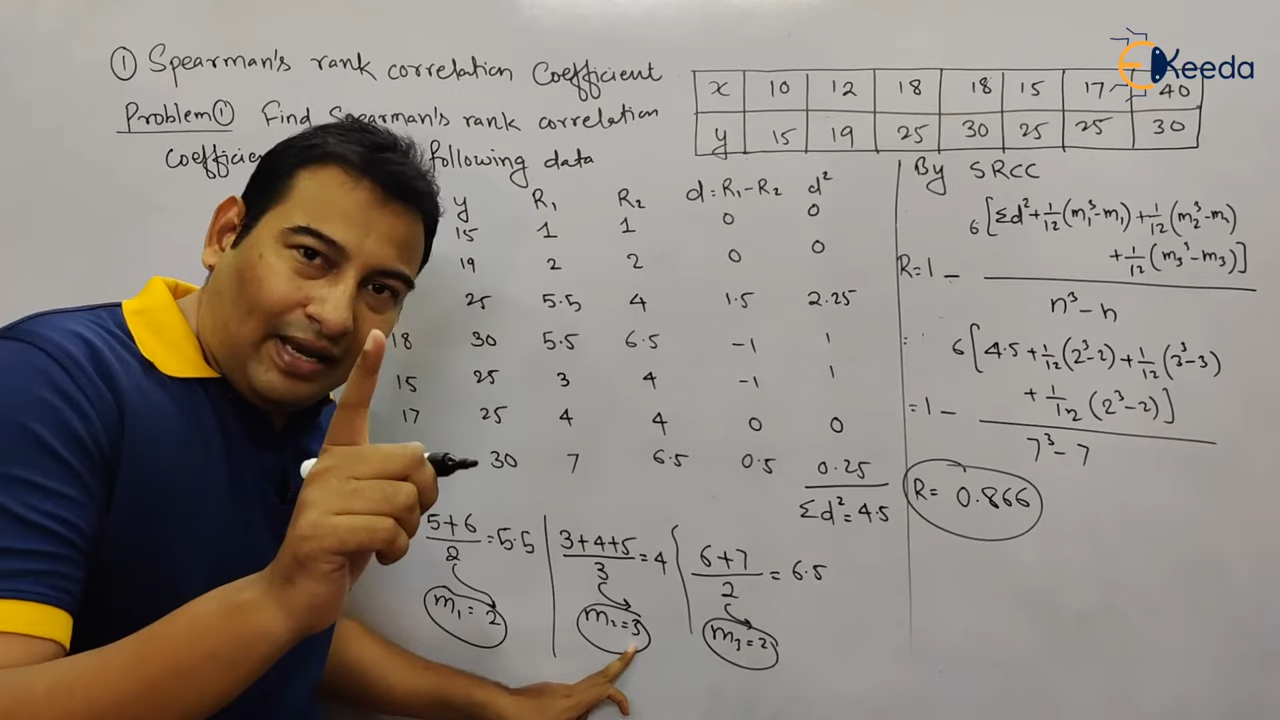 ① Spearman's rank correlation Coefficient
Problem ① Find Spearman's rank correlation
coefficien following data
x 10 12 18 18 15 17 40
y 15 19 25 30 25 25 30
Keeda
y R₁ R₂ d = R₁-R₂ d²
15 1 1 0 0
19 2 2 0 0
25 5.5 4 1.5 2.25
18 30 5.5 6.5 -1 1
15 25 3 4 -1 1
17 25 4 4 0 0
30 7 6.5 0.5 0.25
Σd² = 4.5
5+6/2 = 5.5
m₁ = 2
3+4+5/3 = 4
m₂ = 3
6+7/2 = 6.5
m₃ = 2
By SRCC
6[Σd² + 1/12(m₁³-m₁) + 1/12(m₂³-m₂)
+ 1/12(m₃³-m₃)]
R = 1 -
n³ - n
6[4.5 + 1/12(2³-2) + 1/12(3³-3)
+ 1/12(2³-2)]
= 1 -
7³ - 7
R = 0.866